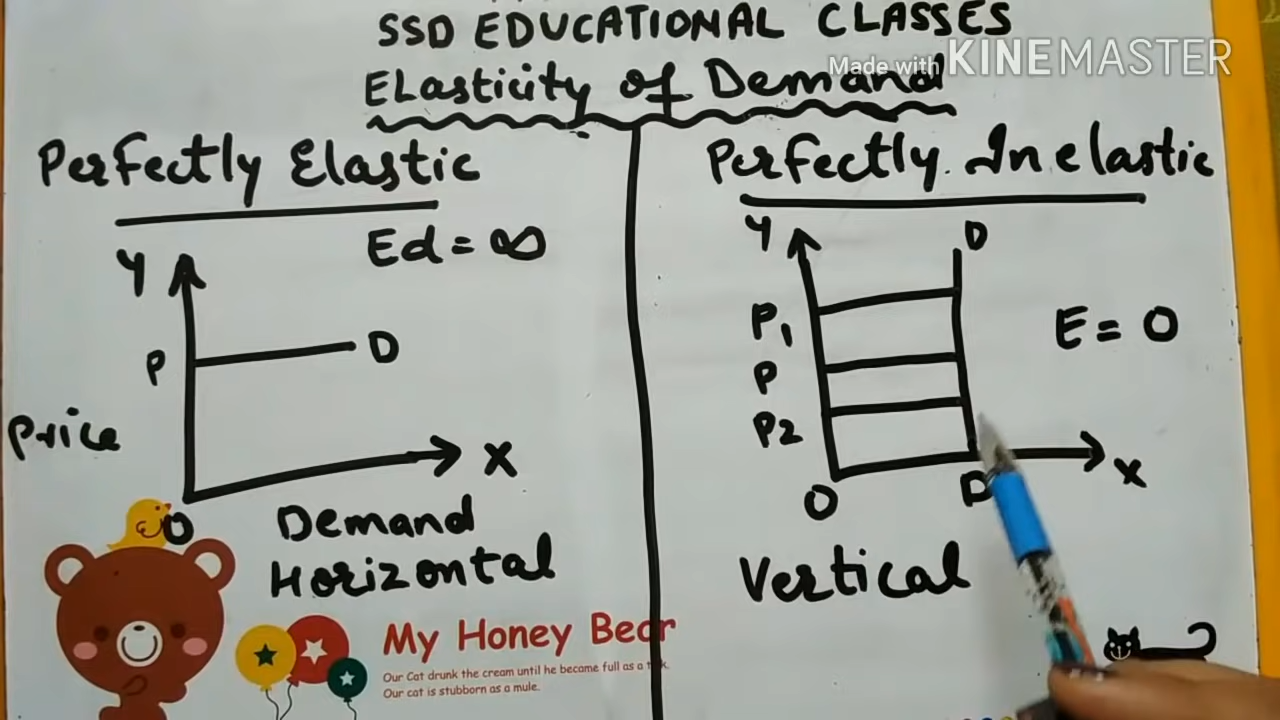 SSD EDUCATIONAL CLASSES
Made with KINEMASTER
ELasticity of Demand
Perfectly Elastic
Ed = ∞
Y
P
D
Price
X
O
Demand
Horizontal
Perfectly Inelastic
Y
D
P1
E = 0
P
P2
X
O
D
Vertical
My Honey Bear
Our Cat drunk the cream until he became full as a
Our cat is stubborn as a mule.